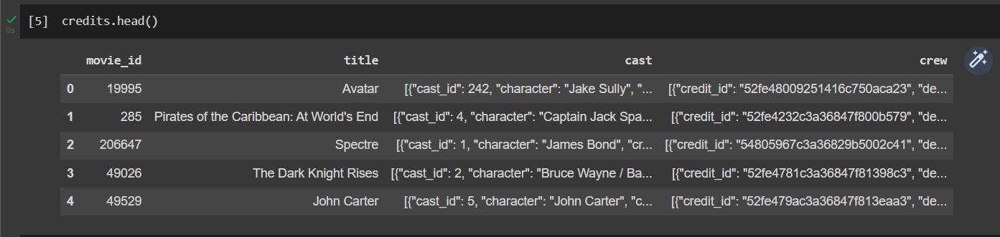 [5] credits.head()
0s
movie_id title cast crew
0 19995 Avatar [{"cast_id": 242, "character": "Jake Sully", "... [{"credit_id": "52fe48009251416c750aca23", "de...
1 285 Pirates of the Caribbean: At World's End [{"cast_id": 4, "character": "Captain Jack Spa... [{"credit_id": "52fe4232c3a36847f800b579", "de...
2 206647 Spectre [{"cast_id": 1, "character": "James Bond", "cr... [{"credit_id": "54805967c3a36829b5002c41", "de...
3 49026 The Dark Knight Rises [{"cast_id": 2, "character": "Bruce Wayne / Ba... [{"credit_id": "52fe4781c3a36847f81398c3", "de...
4 49529 John Carter [{"cast_id": 5, "character": "John Carter", "c... [{"credit_id": "52fe479ac3a36847f813eaa3", "de...